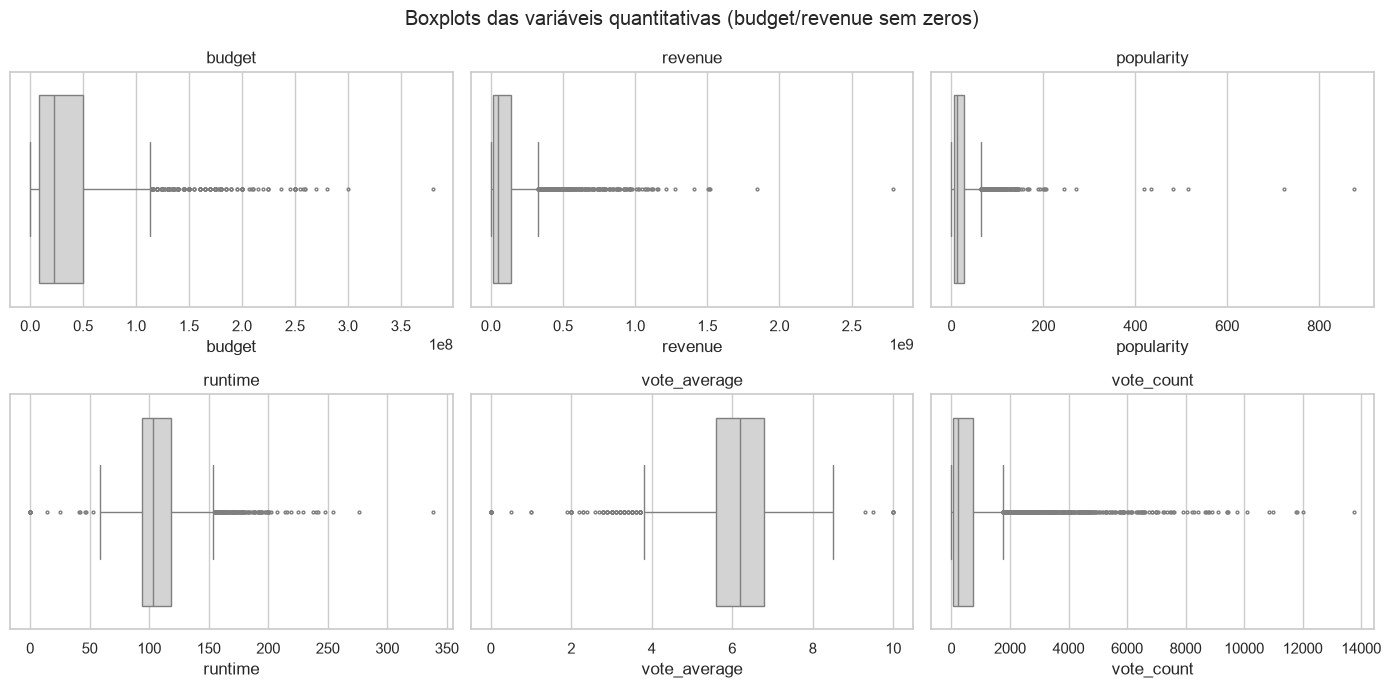 Boxplots das variáveis quantitativas (budget/revenue sem zeros)
budget revenue popularity
0.0 0.5 1.0 1.5 2.0 2.5 3.0 3.5 0.0 0.5 1.0 1.5 2.0 2.5 0 200 400 600 800
budget 1e8 revenue 1e9 popularity
runtime vote_average vote_count
0 50 100 150 200 250 300 350 0 2 4 6 8 10 0 2000 4000 6000 8000 10000 12000 14000
runtime vote_average vote_count